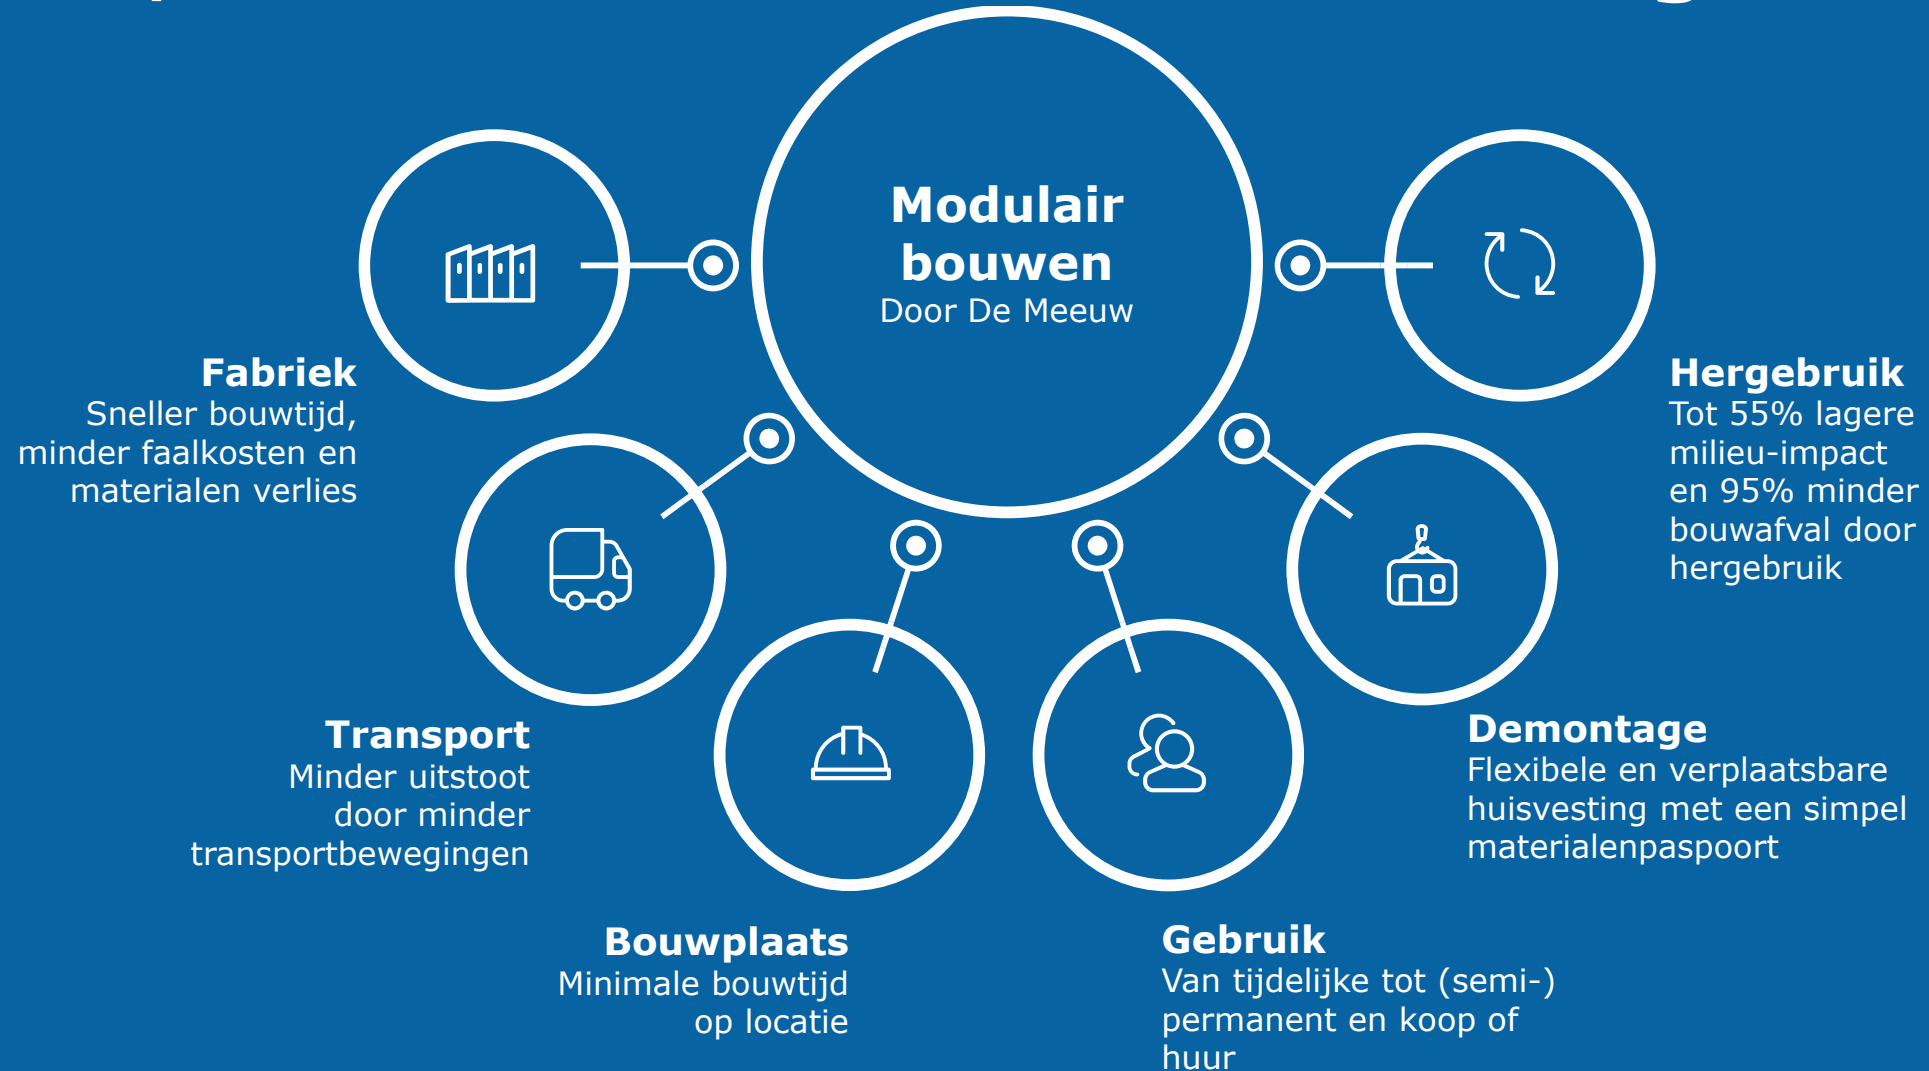 Modulair
bouwen
Door De Meeuw
Fabriek
Sneller bouwtijd,
minder faalkosten en
materialen verlies
Transport
Minder uitstoot
door minder
transportbewegingen
Bouwplaats
Minimale bouwtijd
op locatie
Gebruik
Van tijdelijke tot (semi-)
permanent en koop of
huur
Demontage
Flexibele en verplaatsbare
huisvesting met een simpel
materialenpaspoort
Hergebruik
Tot 55% lagere
milieu-impact
en 95% minder
bouwafval door
hergebruik